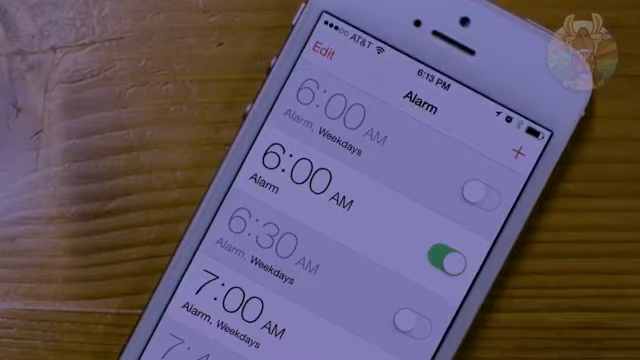 AT&T 6:13 PM
Edit Alarm +
6:00 AM
Alarm, Weekdays
6:00 AM
Alarm
6:30 AM
Alarm, Weekdays
7:00 AM
Alarm, Weekdays